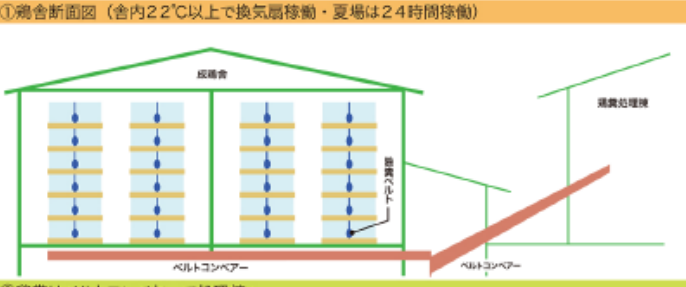 ①鶏舎断面図（舎内22℃以上で換気扇稼働・夏場は24時間稼働）
成鶏舎
鶏糞処理棟
除糞ベルト
ベルトコンベアー
ベルトコンベアー